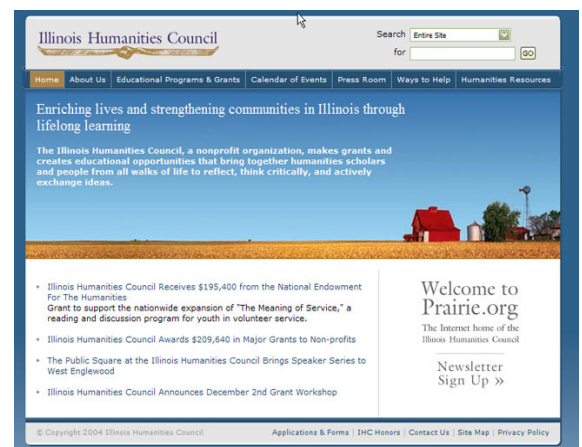 Illinois Humanities Council
Search Entire Site
for GO
Home About Us Educational Programs & Grants Calendar of Events Press Room Ways to Help Humanities Resources
Enriching lives and strengthening communities in Illinois through
lifelong learning
The Illinois Humanities Council, a nonprofit organization, makes grants and
creates educational opportunities that bring together humanities scholars
and people from all walks of life to reflect, think critically, and actively
exchange ideas.
Illinois Humanities Council Receives $195,400 from the National Endowment
For The Humanities
Grant to support the nationwide expansion of "The Meaning of Service," a
reading and discussion program for youth in volunteer service.
Illinois Humanities Council Awards $209,640 in Major Grants to Non-profits
The Public Square at the Illinois Humanities Council Brings Speaker Series to
West Englewood
Illinois Humanities Council Announces December 2nd Grant Workshop
Welcome to
Prairie.org
The Internet home of the
Illinois Humanities Council
Newsletter
Sign Up »
© Copyright 2004 Illinois Humanities Council
Applications & Forms | IHC Honors | Contact Us | Site Map | Privacy Policy